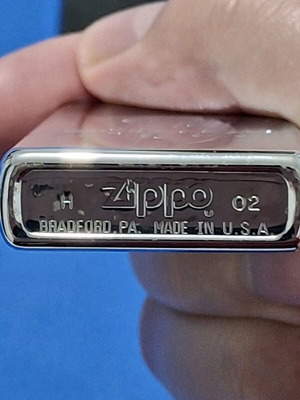 H Zippo 02
BRADFORD, PA. MADE IN U.S.A